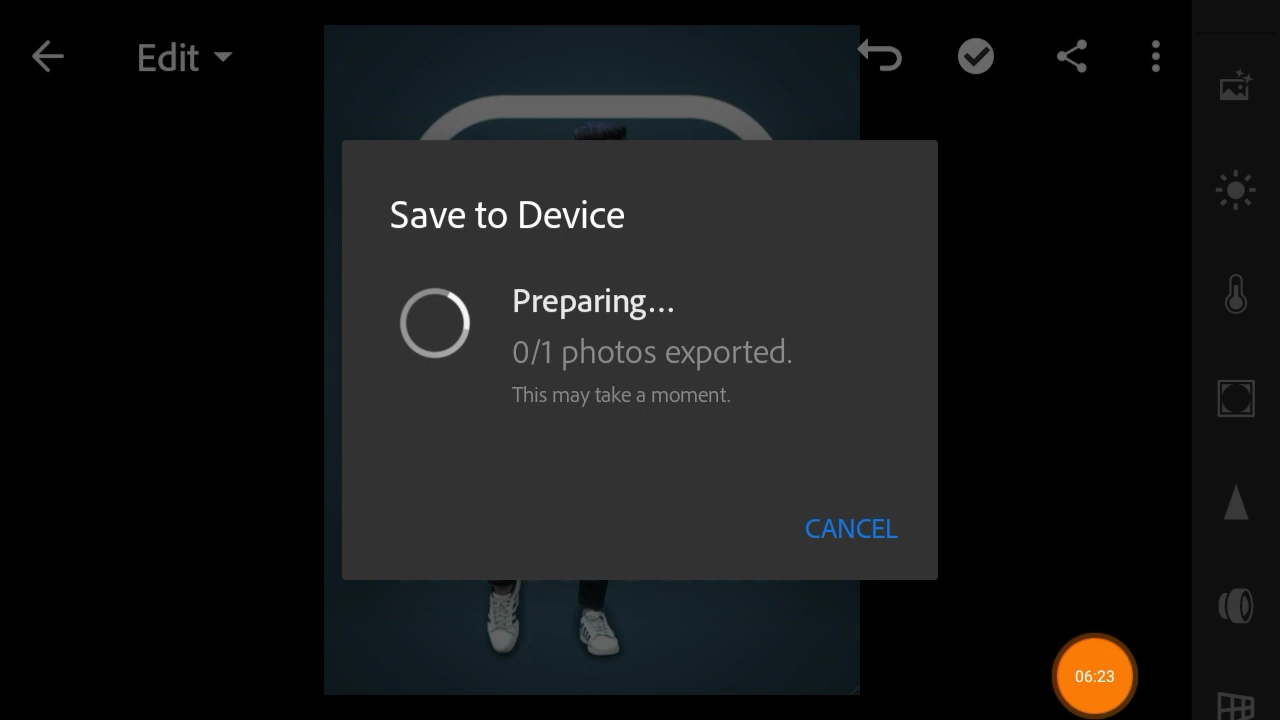 Edit
Save to Device
Preparing...
0/1 photos exported.
This may take a moment.
CANCEL
06:23